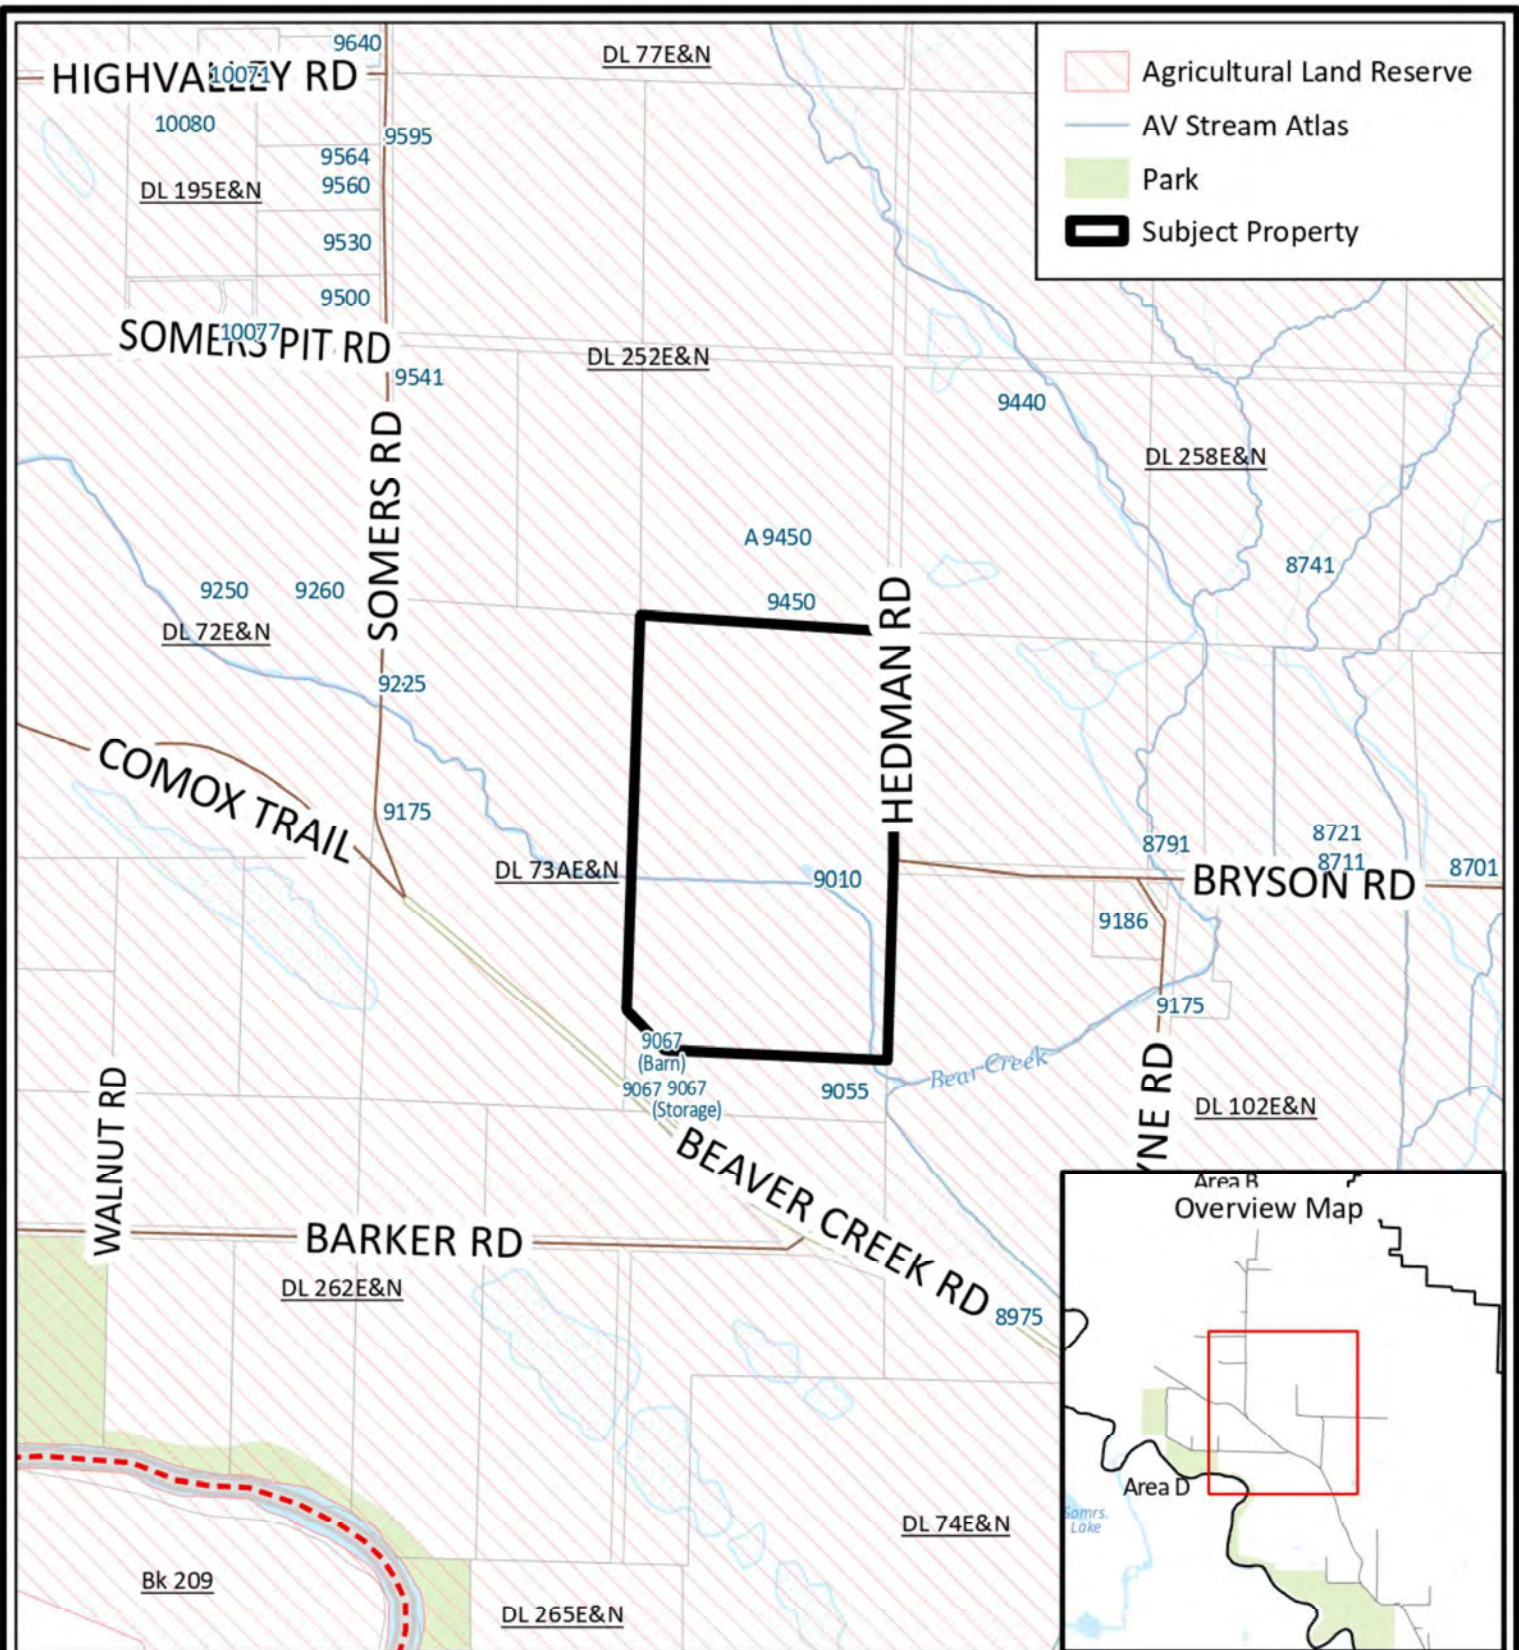 9640
DL 77E&N
HIGHVALLEY RD
10071
Agricultural Land Reserve
10080
AV Stream Atlas
9595
9564
Park
9560
DL 195E&N
Subject Property
9530
9500
10077
SOMERS PIT RD
DL 252E&N
9541
9440
SOMERS RD
DL 258E&N
A 9450
8741
9250
9260
9450
HEDMAN RD
DL 72E&N
9225
COMOX TRAIL
9175
8721
8791
8711
8701
DL 73AE&N
9010
BRYSON RD
9186
9175
9067
(Barn)
Bear Creek
9067 9067
(Storage)
9055
DL 102E&N
YNE RD
WALNUT RD
BEAVER CREEK RD
BARKER RD
DL 262E&N
8975
Area B
Overview Map
Area D
Somrs.
Lake
DL 74E&N
Bk 209
DL 265E&N